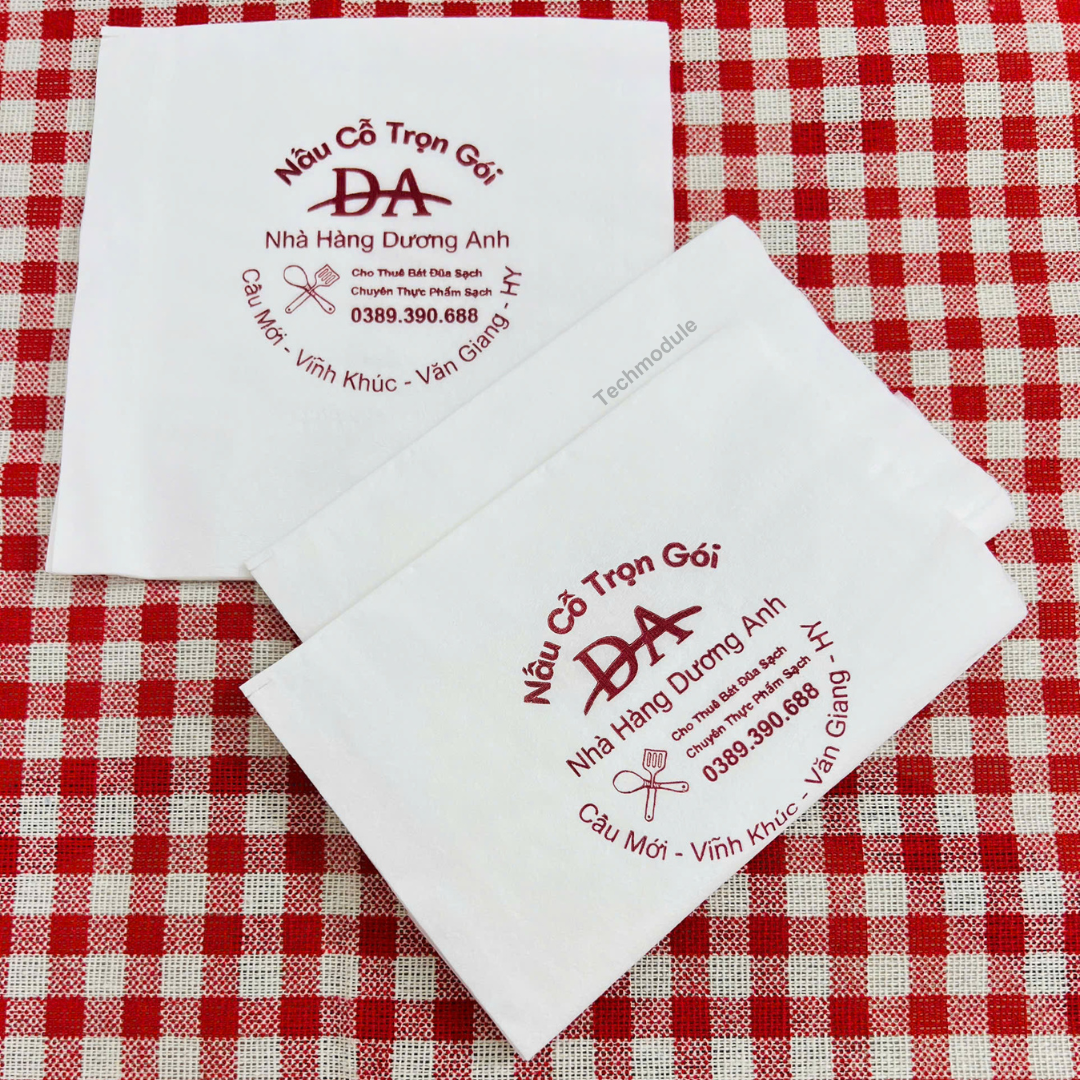 Nấu Cỗ Trọn Gói
DA
Nhà Hàng Dương Anh
Cho Thuê Bát Đũa Sạch
Chuyên Thực Phẩm Sạch
0389.390.688
Cầu Mới - Vĩnh Khúc - Văn Giang - HY
Techmodule
Nấu Cỗ Trọn Gói
DA
Nhà Hàng Dương Anh
Cho Thuê Bát Đũa Sạch
Chuyên Thực Phẩm Sạch
0389.390.688
Cầu Mới - Vĩnh Khúc - Văn Giang - HY